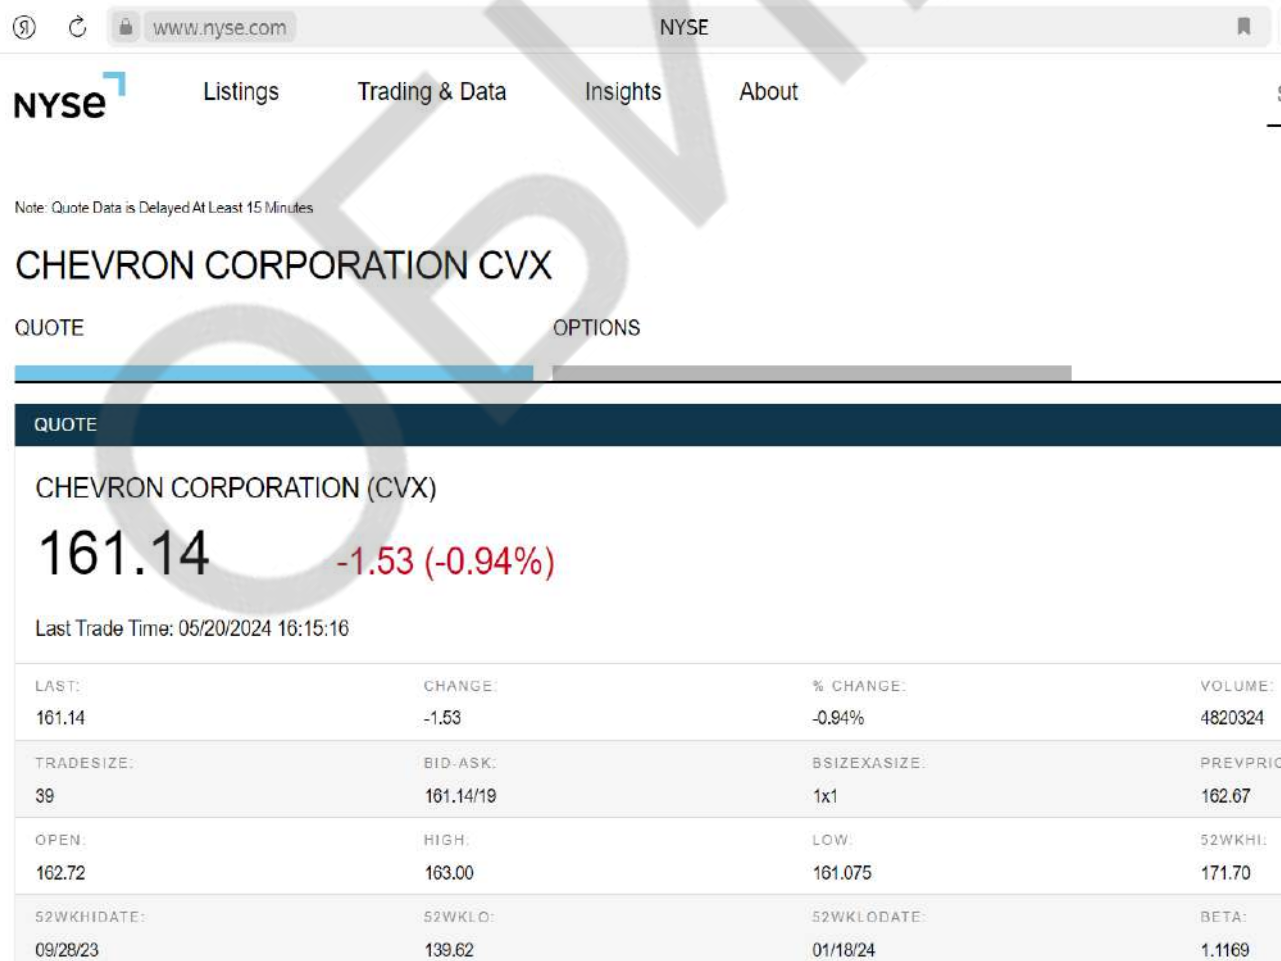 www.nyse.com NYSE
NYSE Listings Trading & Data Insights About
Note: Quote Data is Delayed At Least 15 Minutes
CHEVRON CORPORATION CVX
QUOTE OPTIONS
QUOTE
CHEVRON CORPORATION (CVX)
161.14 -1.53 (-0.94%)
Last Trade Time: 05/20/2024 16:15:16
LAST: CHANGE: % CHANGE: VOLUME:
161.14 -1.53 -0.94% 4820324
TRADESIZE: BID-ASK: BSIZEXASIZE: PREVPRIC
39 161.14/19 1x1 162.67
OPEN: HIGH: LOW: 52WKHI:
162.72 163.00 161.075 171.70
52WKHIDATE: 52WKLO: 52WKLODATE: BETA:
09/28/23 139.62 01/18/24 1.1169